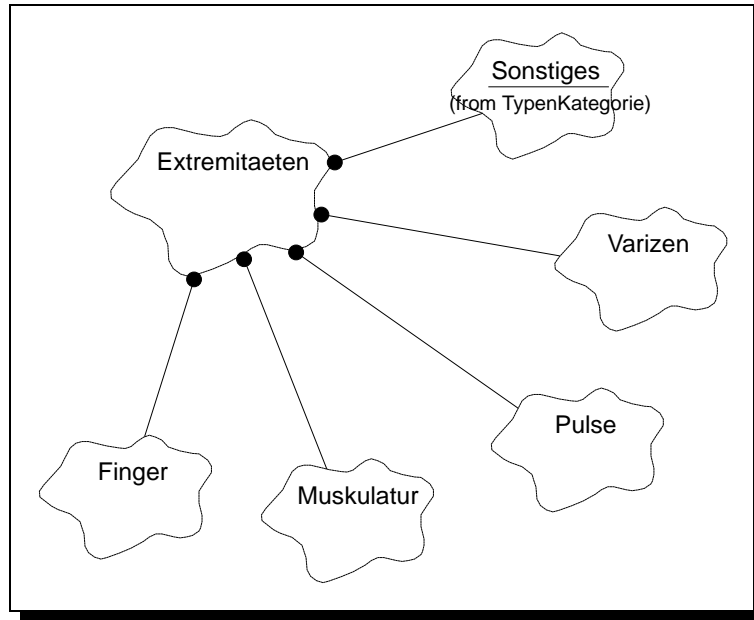 Sonstiges
(from TypenKategorie)
Extremitaeten
Varizen
Pulse
Finger
Muskulatur